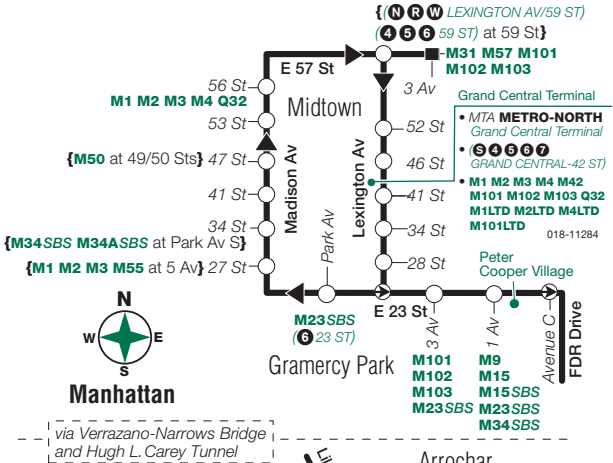 {(N R W LEXINGTON AV/59 ST)
(4 5 6 59 ST) at 59 St}
E 57 St
M31 M57 M101
M102 M103
3 Av
56 St
M1 M2 M3 M4 Q32
53 St
Midtown
Grand Central Terminal
• MTA METRO-NORTH
Grand Central Terminal
• (S 4 5 6 7
GRAND CENTRAL-42 ST)
• M1 M2 M3 M4 M42
M101 M102 M103 Q32
M1LTD M2LTD M4LTD
M101LTD
018-11284
52 St
46 St
41 St
34 St
28 St
Lexington Av
Madison Av
{M50 at 49/50 Sts} 47 St
41 St
34 St
{M34SBS M34ASBS at Park Av S}
{M1 M2 M3 M55 at 5 Av} 27 St
Park Av
Peter
Cooper Village
N
W E
S
Manhattan
E 23 St
M23SBS
(6 23 ST)
Gramercy Park
3 Av
M101
M102
M103
M23SBS
1 Av
M9
M15
M15SBS
M23SBS
M34SBS
Avenue C
FDR Drive
via Verrazano-Narrows Bridge
and Hugh L. Carey Tunnel
Arrochar